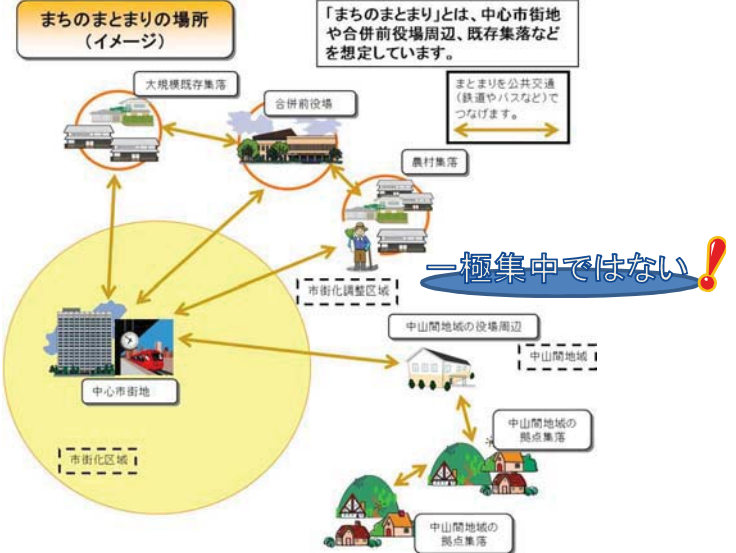 まちのまとまりの場所
（イメージ）
「まちのまとまり」とは、中心市街地
や合併前役場周辺、既存集落など
を想定しています。
大規模既存集落
合併前役場
まとまりを公共交通
（鉄道やバスなど）で
つなげます。
農村集落
一極集中ではない！
市街化調整区域
中山間地域の役場周辺
中山間地域
中心市街地
中山間地域の
拠点集落
市街化区域
中山間地域の
拠点集落